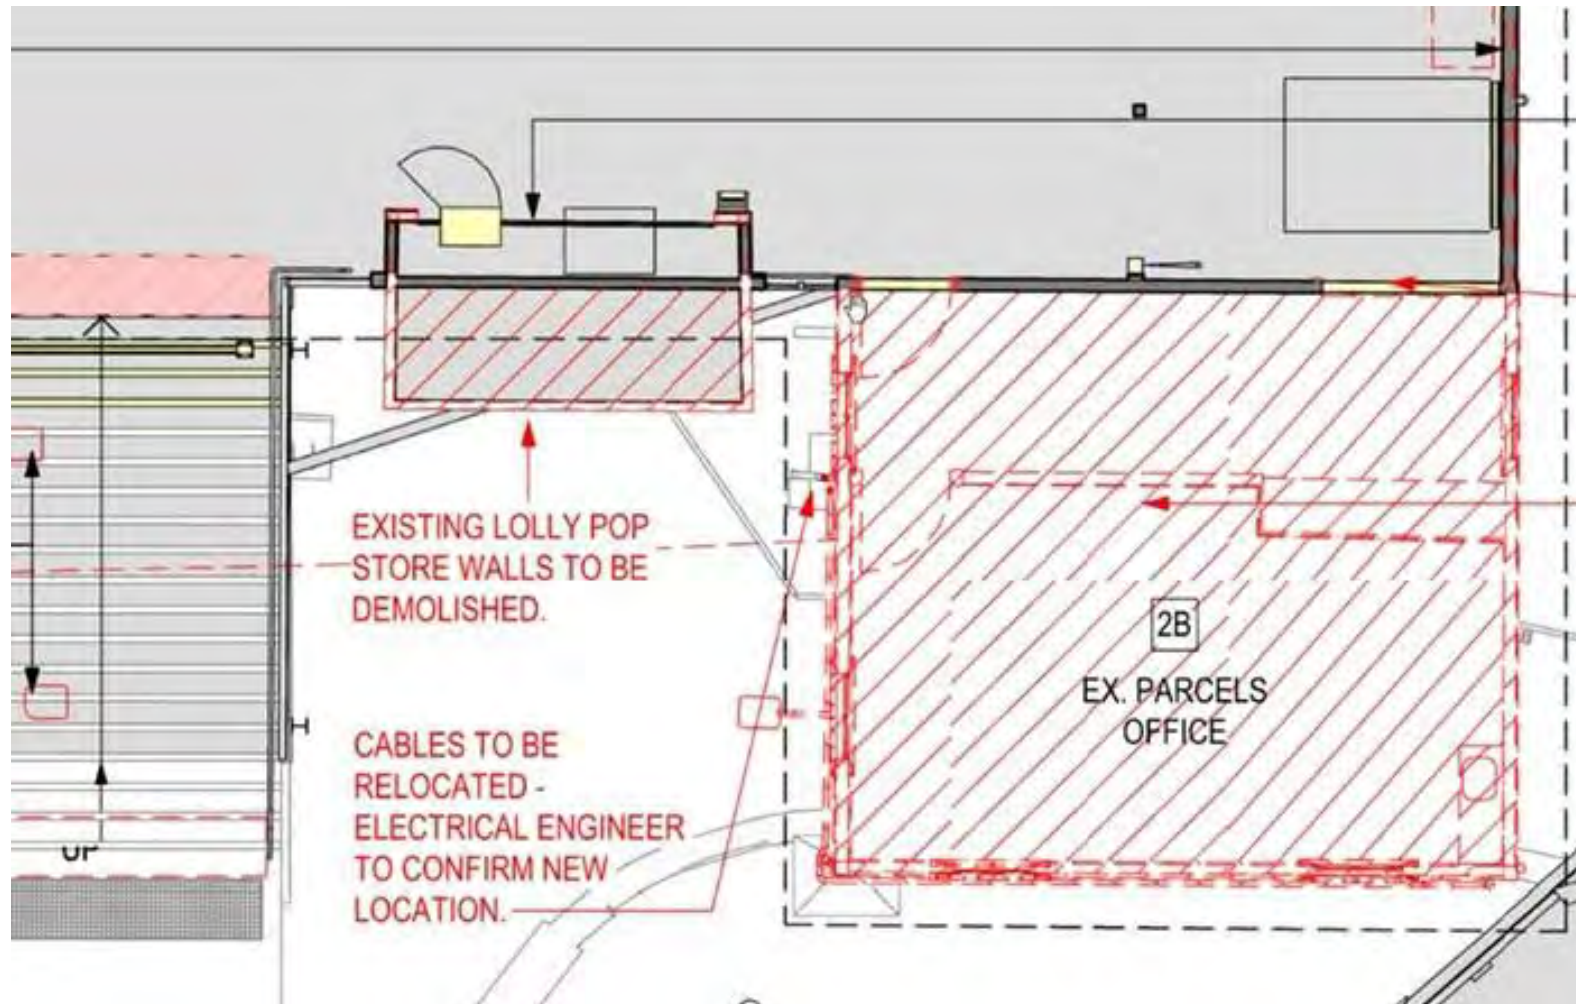 EXISTING LOLLY POP
STORE WALLS TO BE
DEMOLISHED.
2B
EX. PARCELS
OFFICE
CABLES TO BE
RELOCATED -
ELECTRICAL ENGINEER
TO CONFIRM NEW
LOCATION.
UP